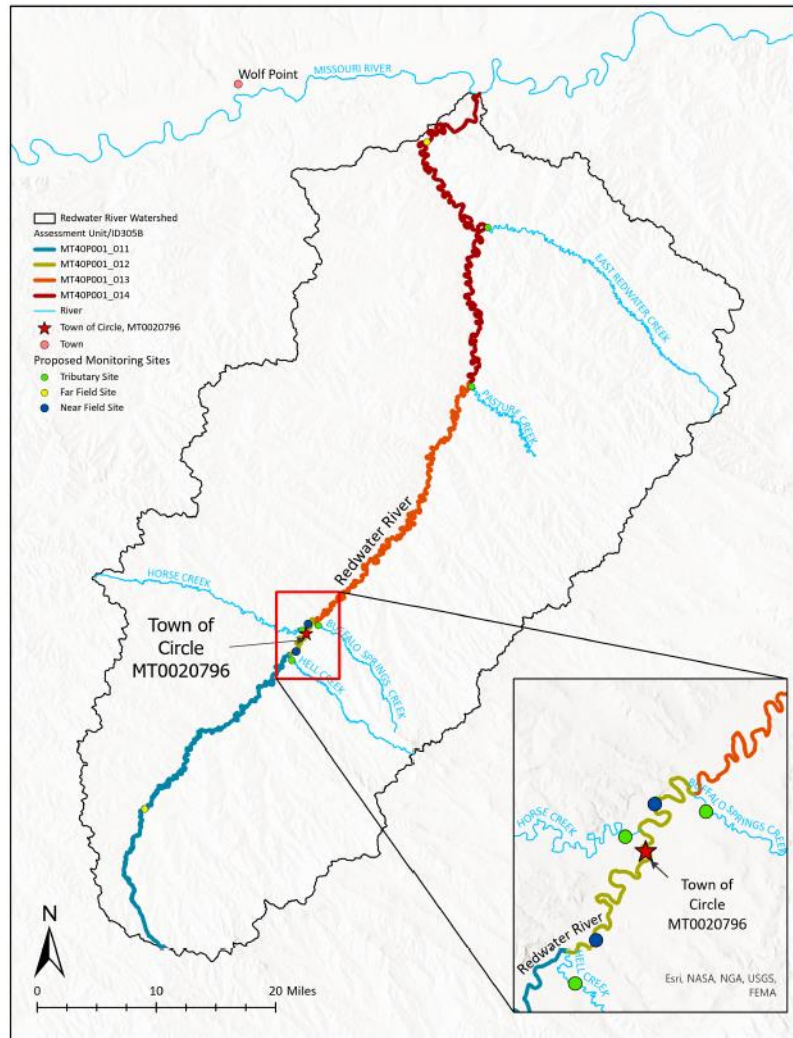 Wolf Point
MISSOURI RIVER
Redwater River Watershed
Assessment Unit/ID305B
MT40P001_011
MT40P001_012
MT40P001_013
MT40P001_014
River
Town of Circle, MT0020796
Town
Proposed Monitoring Sites
Tributary Site
Far Field Site
Near Field Site
EAST REDWATER CREEK
PASTURE CREEK
Redwater River
HORSE CREEK
Town of
Circle
MT0020796
BUFFALO SPRINGS CREEK
HELL CREEK
BUFFALO SPRINGS CREEK
HORSE CREEK
Town of
Circle
MT0020796
Redwater River
HELL CREEK
Esri, NASA, NGA, USGS,
FEMA
N
0 10 20 Miles